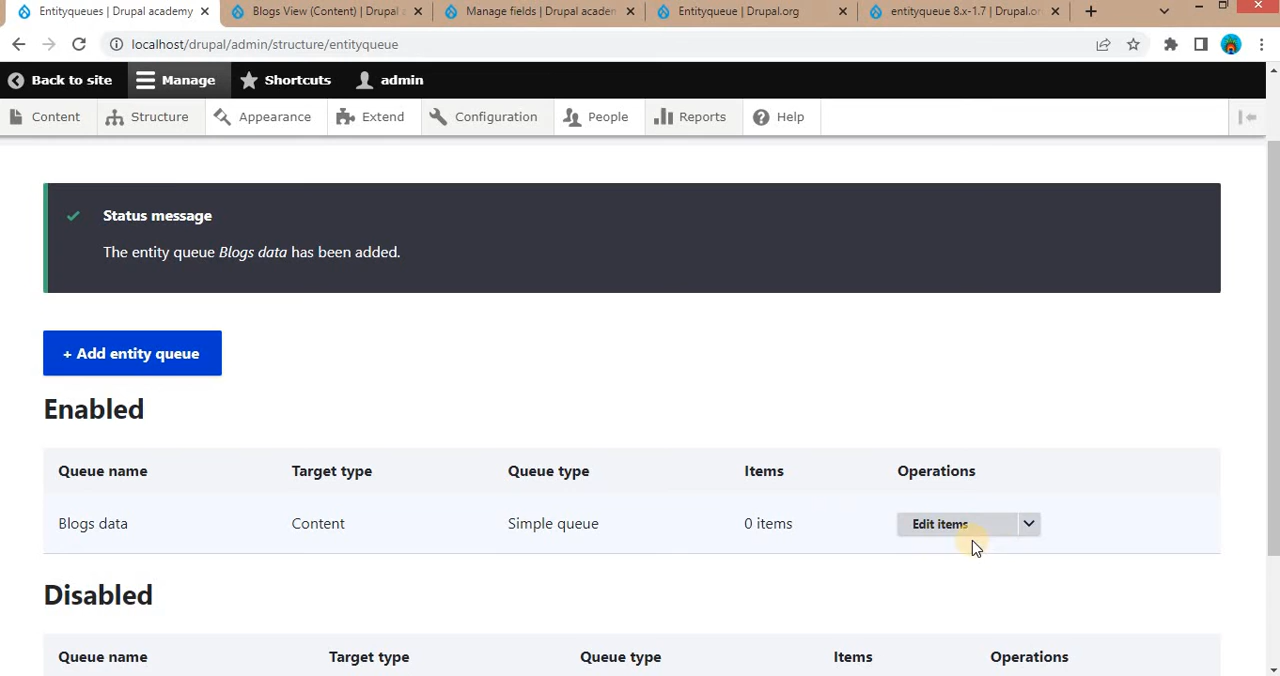 Entityqueues | Drupal academy
Blogs View (Content) | Drupal
Manage fields | Drupal academ
Entityqueue | Drupal.org
entityqueue 8.x-1.7 | Drupal.or
localhost/drupal/admin/structure/entityqueue
Back to site
Manage
Shortcuts
admin
Content
Structure
Appearance
Extend
Configuration
People
Reports
Help
Status message
The entity queue Blogs data has been added.
+ Add entity queue
Enabled
Queue name Target type Queue type Items Operations
Blogs data Content Simple queue 0 items Edit items
Disabled
Queue name Target type Queue type Items Operations